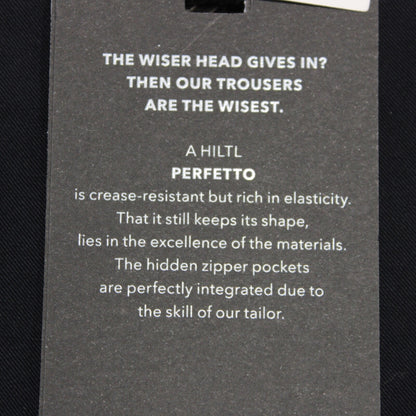 THE WISER HEAD GIVES IN?
THEN OUR TROUSERS
ARE THE WISEST.
A HILTL
PERFETTO
is crease-resistant but rich in elasticity.
That it still keeps its shape,
lies in the excellence of the materials.
The hidden zipper pockets
are perfectly integrated due to
the skill of our tailor.